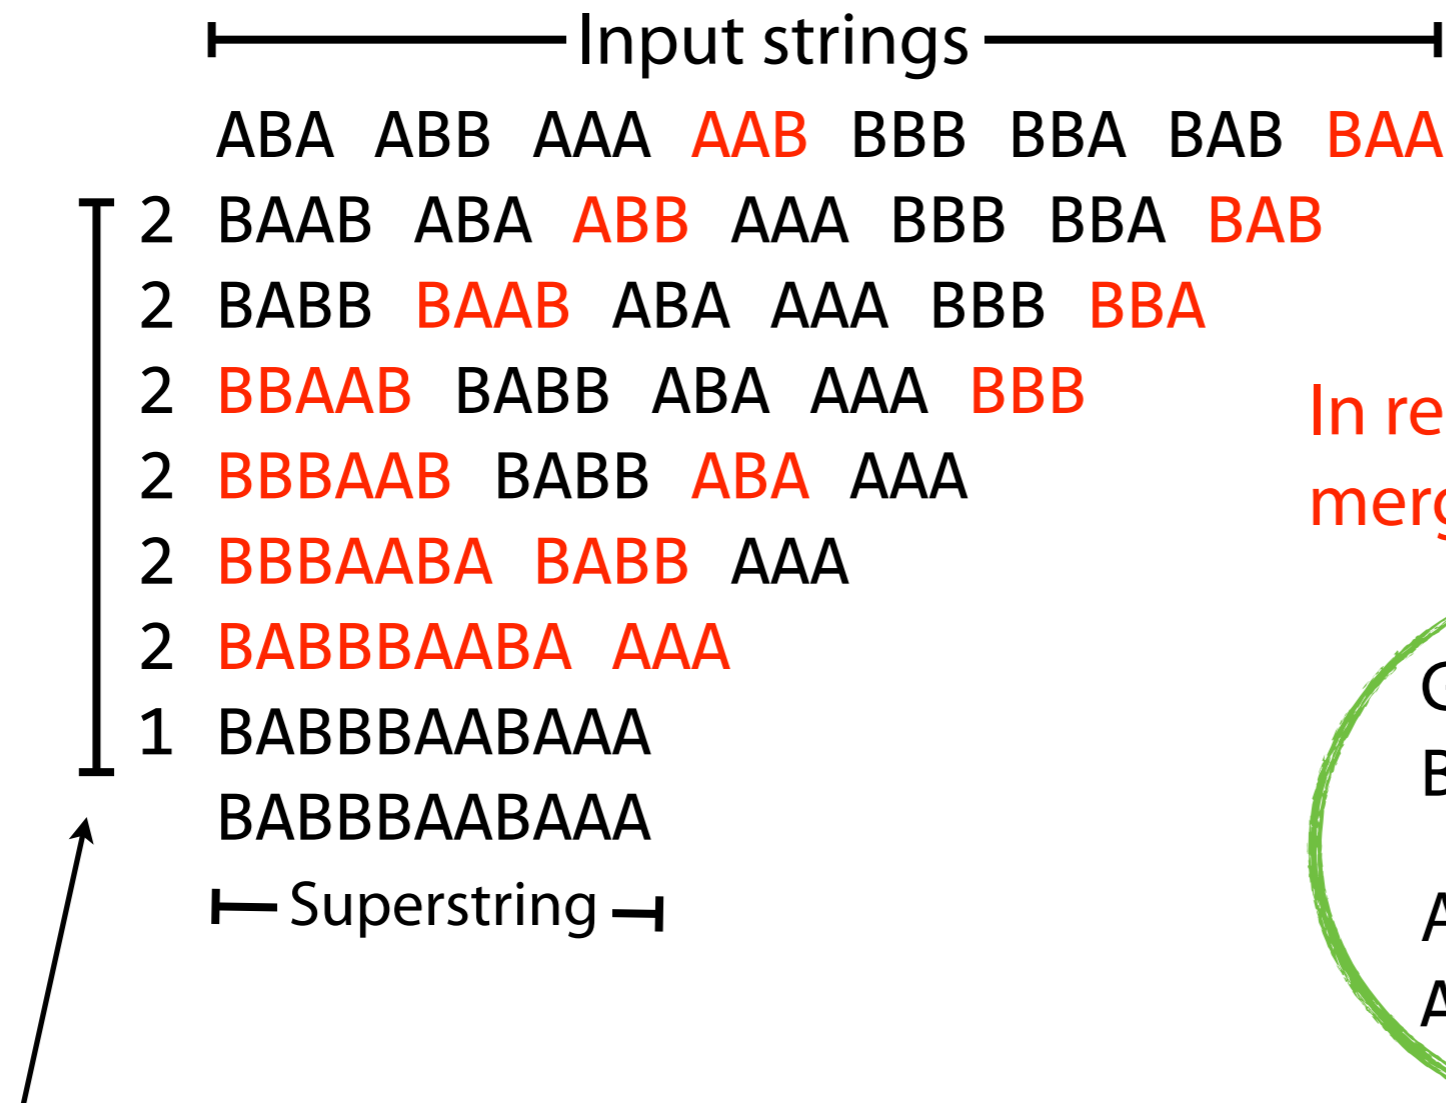 Input strings
ABA ABB AAA AAB BBB BBA BAB BAA
2 BAAB ABA ABB AAA BBB BBA BAB
2 BABB BAAB ABA AAA BBB BBA
2 BBAAB BABB ABA AAA BBB
2 BBBAAB BABB ABA AAA
2 BBBAABA BABB AAA
2 BABBBAABA AAA
1 BABBBAABAAA
BABBBAABAAA
Superstring
In